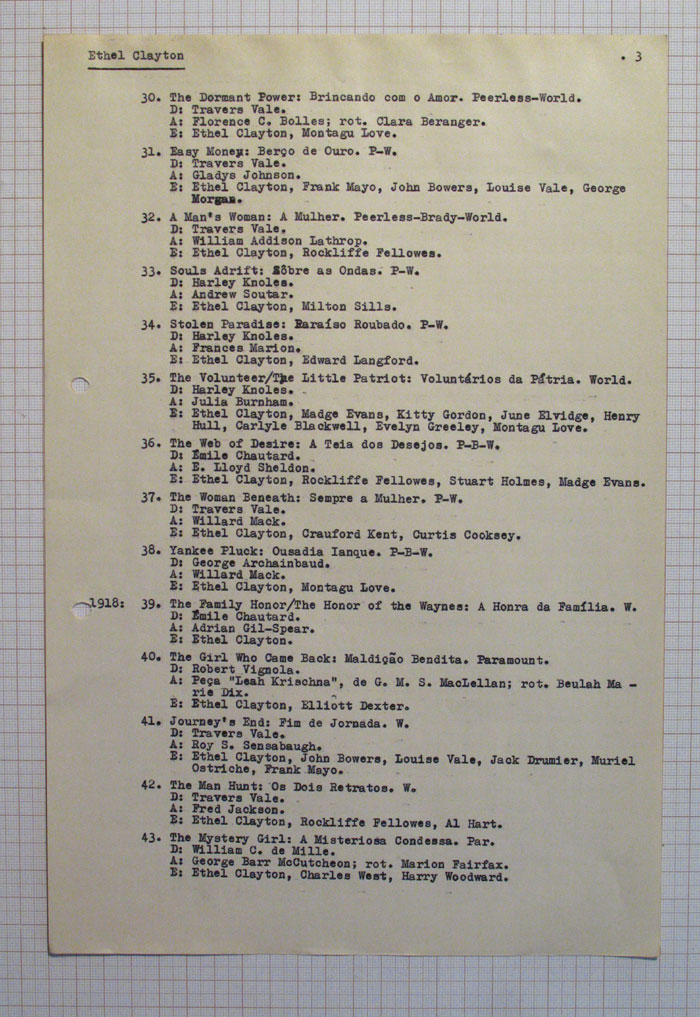 Ethel Clayton . 3
30. The Dormant Power: Brincando com o Amor. Peerless-World.
D: Travers Vale.
A: Florence C. Bolles; rot. Clara Beranger.
E: Ethel Clayton, Montagu Love.
31. Easy Money: Berço de Ouro. P-W.
D: Travers Vale.
A: Gladys Johnson.
E: Ethel Clayton, Frank Mayo, John Bowers, Louise Vale, George
Morgan.
32. A Man's Woman: A Mulher. Peerless-Brady-World.
D: Travers Vale.
A: William Addison Lathrop.
E: Ethel Clayton, Rockliffe Fellowes.
33. Souls Adrift: Sôbre as Ondas. P-W.
D: Harley Knoles.
A: Andrew Soutar.
E: Ethel Clayton, Milton Sills.
34. Stolen Paradise: Paraíso Roubado. P-W.
D: Harley Knoles.
A: Frances Marion.
E: Ethel Clayton, Edward Langford.
35. The Volunteer/The Little Patriot: Voluntários da Pátria. World.
D: Harley Knoles.
A: Julia Burnham.
E: Ethel Clayton, Madge Evans, Kitty Gordon, June Elvidge, Henry
Hull, Carlyle Blackwell, Evelyn Greeley, Montagu Love.
36. The Web of Desire: A Teia dos Desejos. P-B-W.
D: Émile Chautard.
A: E. Lloyd Sheldon.
E: Ethel Clayton, Rockliffe Fellowes, Stuart Holmes, Madge Evans.
37. The Woman Beneath: Sempre a Mulher. P-W.
D: Travers Vale.
A: Willard Mack.
E: Ethel Clayton, Crauford Kent, Curtis Cooksey.
38. Yankee Pluck: Ousadia Ianque. P-B-W.
D: George Archainbaud.
A: Willard Mack.
E: Ethel Clayton, Montagu Love.
1918: 39. The Family Honor/The Honor of the Waynes: A Honra da Família. W.
D: Émile Chautard.
A: Adrian Gil-Spear.
E: Ethel Clayton.
40. The Girl Who Came Back: Maldição Bendita. Paramount.
D: Robert Vignola.
A: Peça "Leah Krischna", de G. M. S. MacLellan; rot. Beulah Ma -
rie Dix.
E: Ethel Clayton, Elliott Dexter.
41. Journey's End: Fim de Jornada. W.
D: Travers Vale.
A: Roy S. Sensabaugh.
E: Ethel Clayton, John Bowers, Louise Vale, Jack Drumier, Muriel
Ostriche, Frank Mayo.
42. The Man Hunt: Os Dois Retratos. W.
D: Travers Vale.
A: Fred Jackson.
E: Ethel Clayton, Rockliffe Fellowes, Al Hart.
43. The Mystery Girl: A Misteriosa Condessa. Par.
D: William C. de Mille.
A: George Barr McCutcheon; rot. Marion Fairfax.
E: Ethel Clayton, Charles West, Harry Woodward.